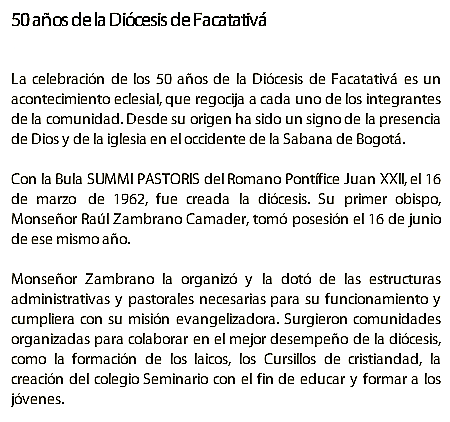 50 años de la Diócesis de Facatativá
La celebración de los 50 años de la Diócesis de Facatativá es un
acontecimiento eclesial, que regocija a cada uno de los integrantes
de la comunidad. Desde su origen ha sido un signo de la presencia
de Dios y de la iglesia en el occidente de la Sabana de Bogotá.
Con la Bula SUMMI PASTORIS del Romano Pontífice Juan XXII, el 16
de marzo de 1962, fue creada la diócesis. Su primer obispo,
Monseñor Raúl Zambrano Camader, tomó posesión el 16 de junio
de ese mismo año.
Monseñor Zambrano la organizó y la dotó de las estructuras
administrativas y pastorales necesarias para su funcionamiento y
cumpliera con su misión evangelizadora. Surgieron comunidades
organizadas para colaborar en el mejor desempeño de la diócesis,
como la formación de los laicos, los Cursillos de cristiandad, la
creación del colegio Seminario con el fin de educar y formar a los
jóvenes.